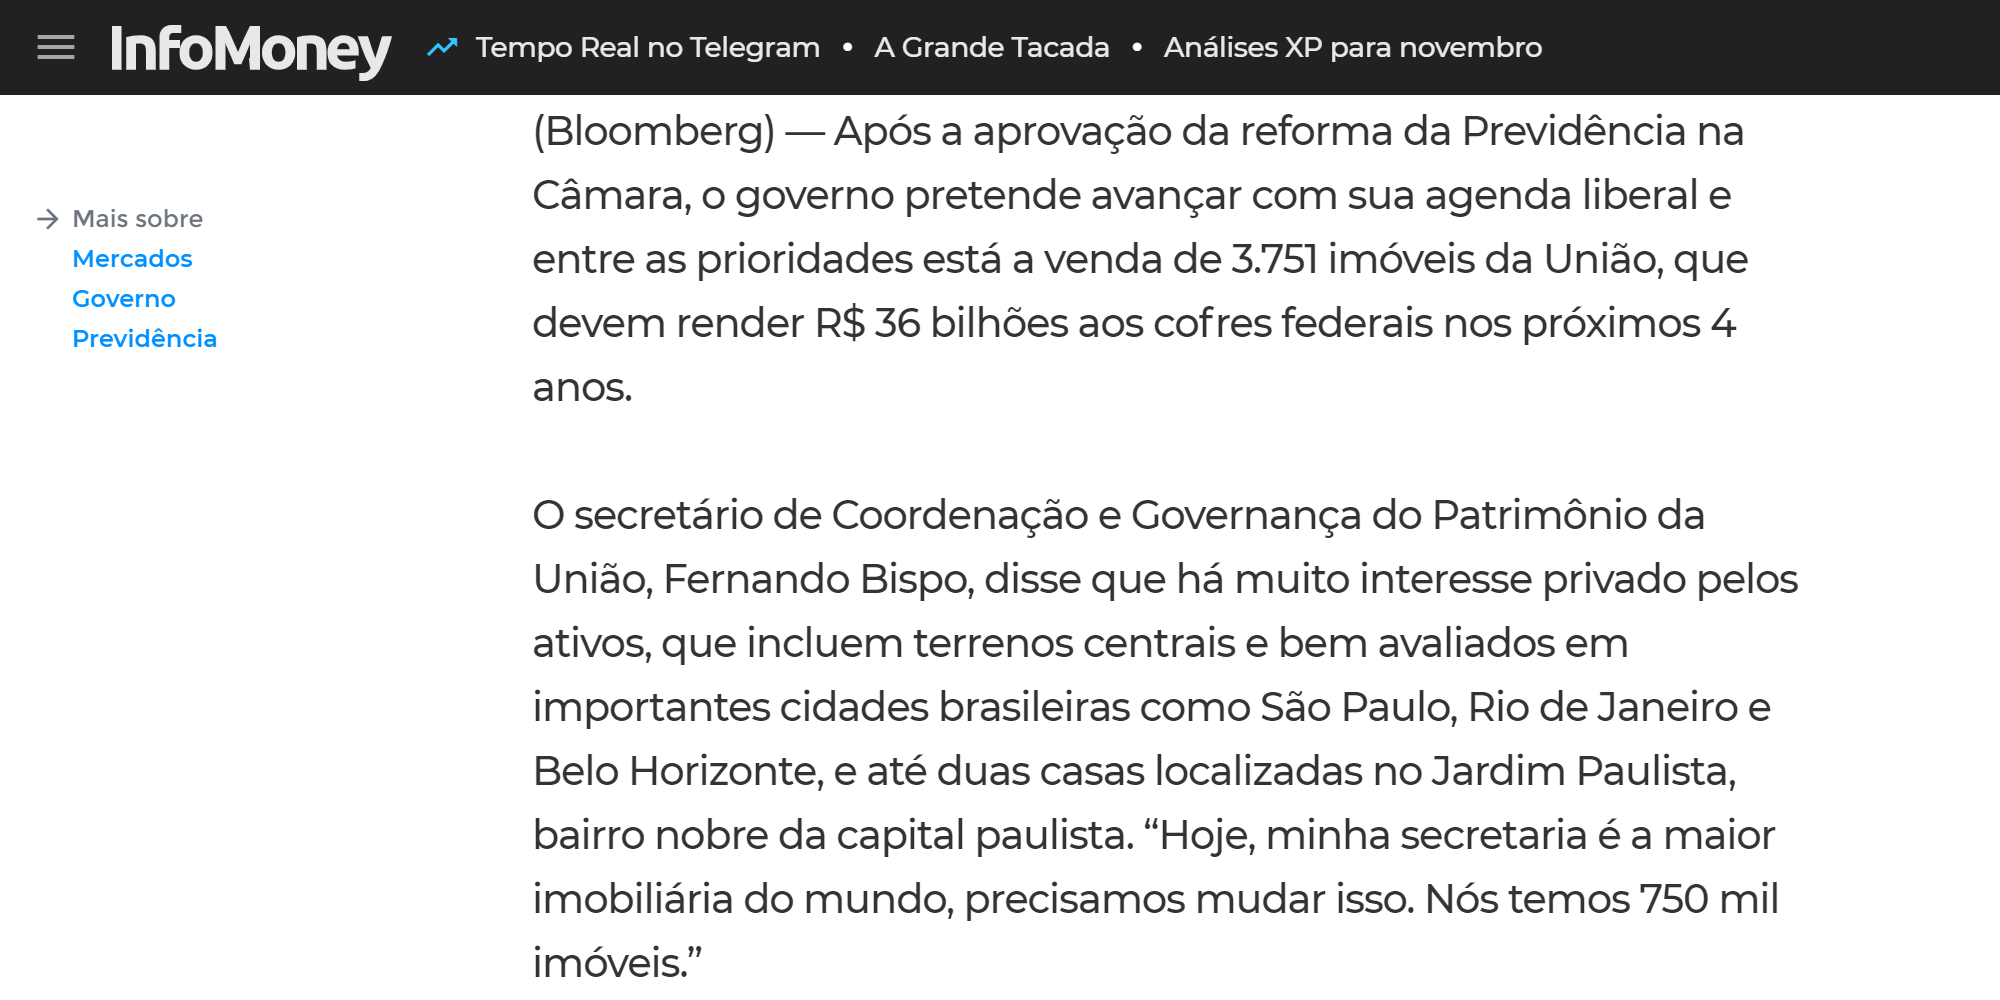 InfoMoney
Tempo Real no Telegram • A Grande Tacada • Análises XP para novembro
Mais sobre
Mercados
Governo
Previdência
(Bloomberg) — Após a aprovação da reforma da Previdência na
Câmara, o governo pretende avançar com sua agenda liberal e
entre as prioridades está a venda de 3.751 imóveis da União, que
devem render R$ 36 bilhões aos cofres federais nos próximos 4
anos.
O secretário de Coordenação e Governança do Patrimônio da
União, Fernando Bispo, disse que há muito interesse privado pelos
ativos, que incluem terrenos centrais e bem avaliados em
importantes cidades brasileiras como São Paulo, Rio de Janeiro e
Belo Horizonte, e até duas casas localizadas no Jardim Paulista,
bairro nobre da capital paulista. “Hoje, minha secretaria é a maior
imobiliária do mundo, precisamos mudar isso. Nós temos 750 mil
imóveis.”